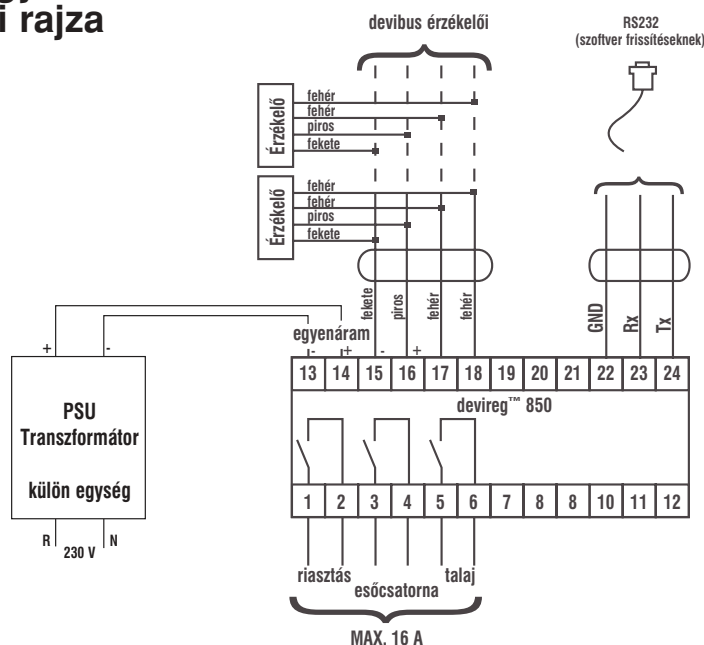 i rajza
devibus érzékelői
RS232
(szoftver frissítéseknek)
Érzékelő
fehér
fehér
piros
fekete
Érzékelő
fehér
fehér
piros
fekete
fekete
piros
fehér
fehér
GND
Rx
Tx
egyenáram
+ -
- + - +
13 14 15 16 17 18 19 20 21 22 23 24
devireg™ 850
PSU
Transzformátor
külön egység
R 230 V N
1 2 3 4 5 6 7 8 8 10 11 12
riasztás
esőcsatorna
talaj
MAX. 16 A